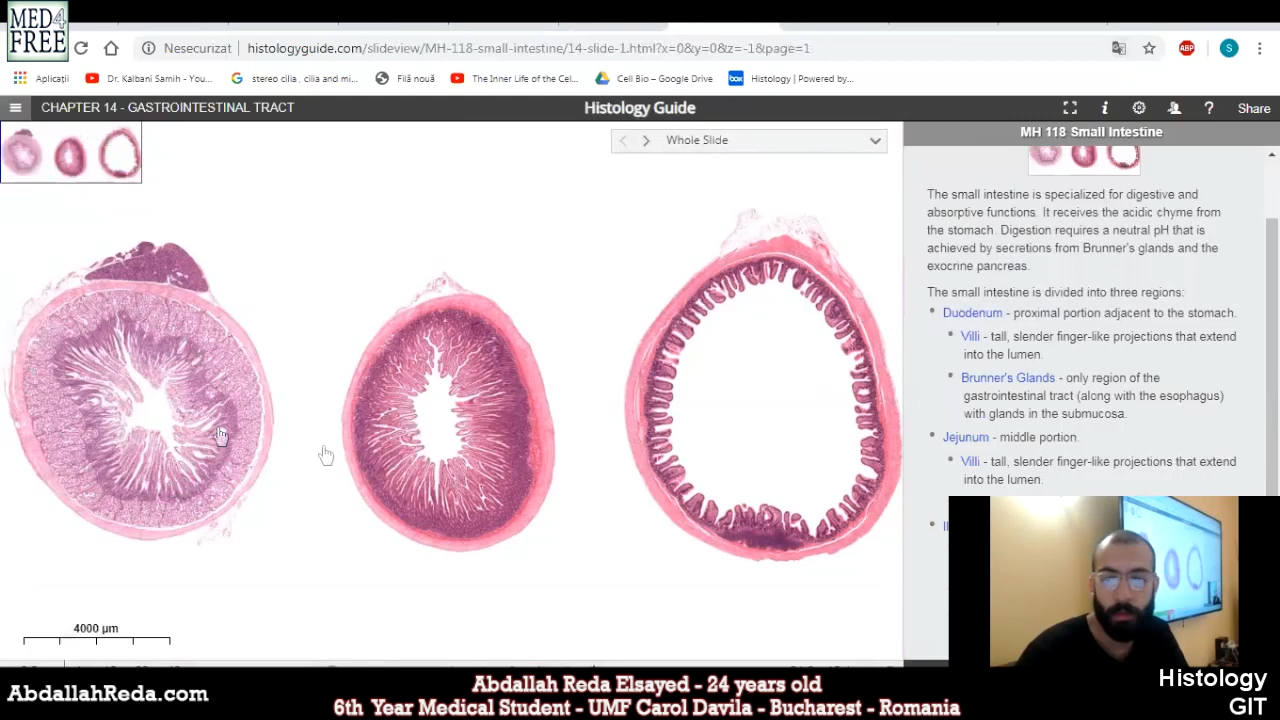 MED4
FREE
Nesecurizat
histologyguide.com/slideview/MH-118-small-intestine/14-slide-1.html?x=0&y=0&z=-1&page=1
ABP
S
Aplicații
Dr. Kalbani Samih - You...
stereo cilia , cilia and mi...
Filă nouă
The Inner Life of the Cel...
Cell Bio – Google Drive
box
Histology | Powered by...
CHAPTER 14 - GASTROINTESTINAL TRACT
Histology Guide
Share
Whole Slide
MH 118 Small Intestine
The small intestine is specialized for digestive and
absorptive functions. It receives the acidic chyme from
the stomach. Digestion requires a neutral pH that is
achieved by secretions from Brunner's glands and the
exocrine pancreas.
The small intestine is divided into three regions:
Duodenum - proximal portion adjacent to the stomach.
Villi - tall, slender finger-like projections that extend
into the lumen.
Brunner's Glands - only region of the
gastrointestinal tract (along with the esophagus)
with glands in the submucosa.
Jejunum - middle portion.
Villi - tall, slender finger-like projections that extend
into the lumen.
4000 µm
AbdallahReda.com
Abdallah Reda Elsayed - 24 years old
6th Year Medical Student - UMF Carol Davila - Bucharest - Romania
Histology
GIT